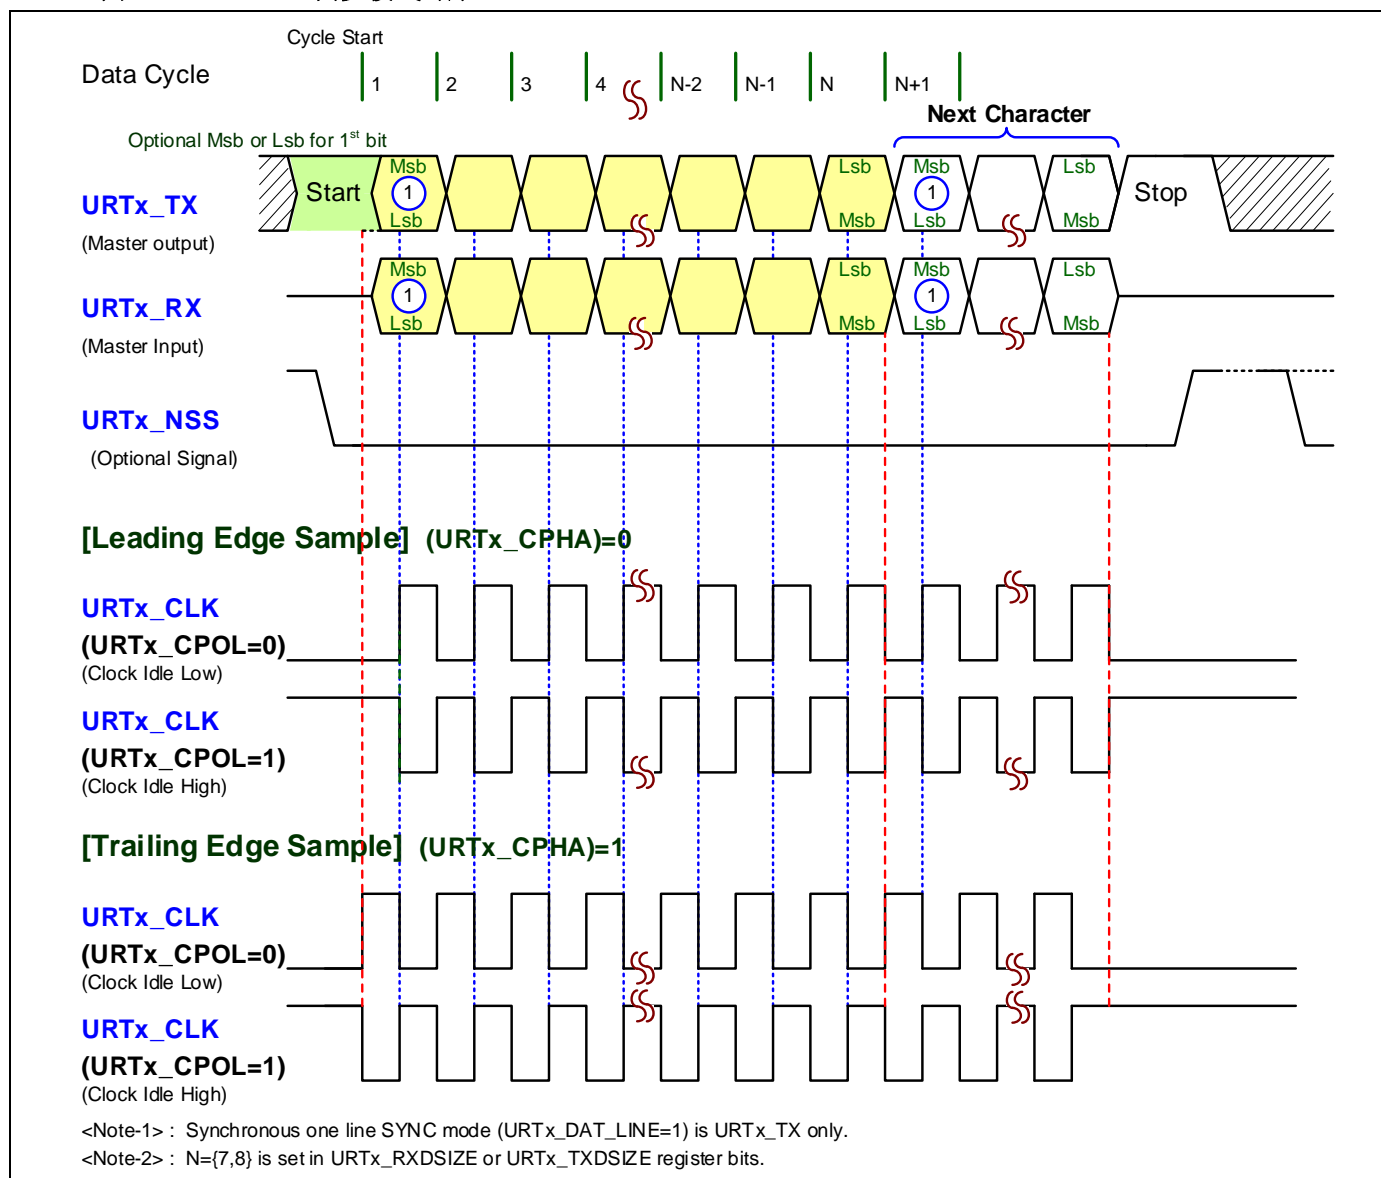 Cycle Start
Data Cycle
1 2 3 4 N-2 N-1 N N+1
Next Character
Optional Msb or Lsb for 1st bit
URTx_TX
(Master output)
Start
Msb
1
Lsb
Lsb
Msb
Msb
1
Lsb
Lsb
Msb
Stop
URTx_RX
(Master Input)
Msb
1
Lsb
Lsb
Msb
Msb
1
Lsb
Lsb
Msb
URTx_NSS
(Optional Signal)
[Leading Edge Sample] (URTx_CPHA)=0
URTx_CLK
(URTx_CPOL=0)
(Clock Idle Low)
URTx_CLK
(URTx_CPOL=1)
(Clock Idle High)
[Trailing Edge Sample] (URTx_CPHA)=1
URTx_CLK
(URTx_CPOL=0)
(Clock Idle Low)
URTx_CLK
(URTx_CPOL=1)
(Clock Idle High)
<Note-1> : Synchronous one line SYNC mode (URTx_DAT_LINE=1) is URTx_TX only.
<Note-2> : N={7,8} is set in URTx_RXDSIZE or URTx_TXDSIZE register bits.